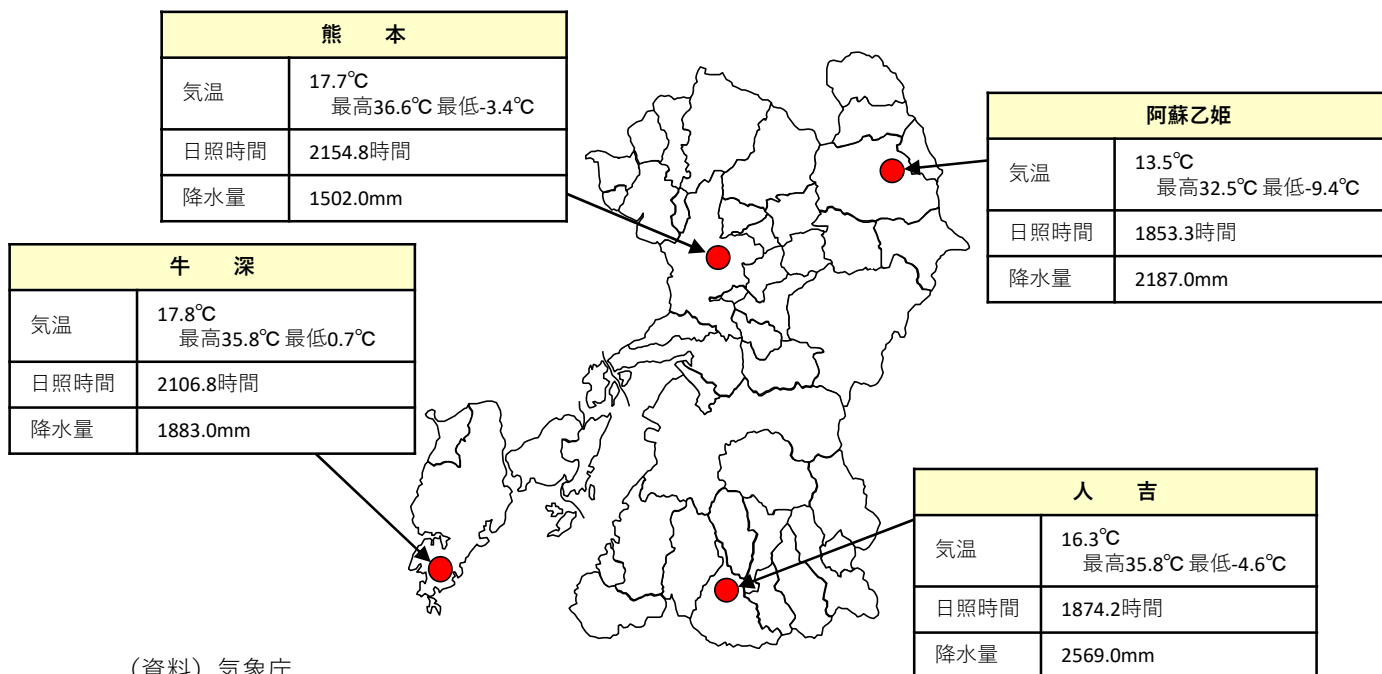 熊　本
気温
17.7℃
最高36.6℃ 最低-3.4℃
日照時間 2154.8時間
降水量 1502.0mm
阿蘇乙姫
気温
13.5℃
最高32.5℃ 最低-9.4℃
日照時間 1853.3時間
降水量 2187.0mm
牛　深
気温
17.8℃
最高35.8℃ 最低0.7℃
日照時間 2106.8時間
降水量 1883.0mm
人　吉
気温
16.3℃
最高35.8℃ 最低-4.6℃
日照時間 1874.2時間
降水量 2569.0mm
（資料）気象庁